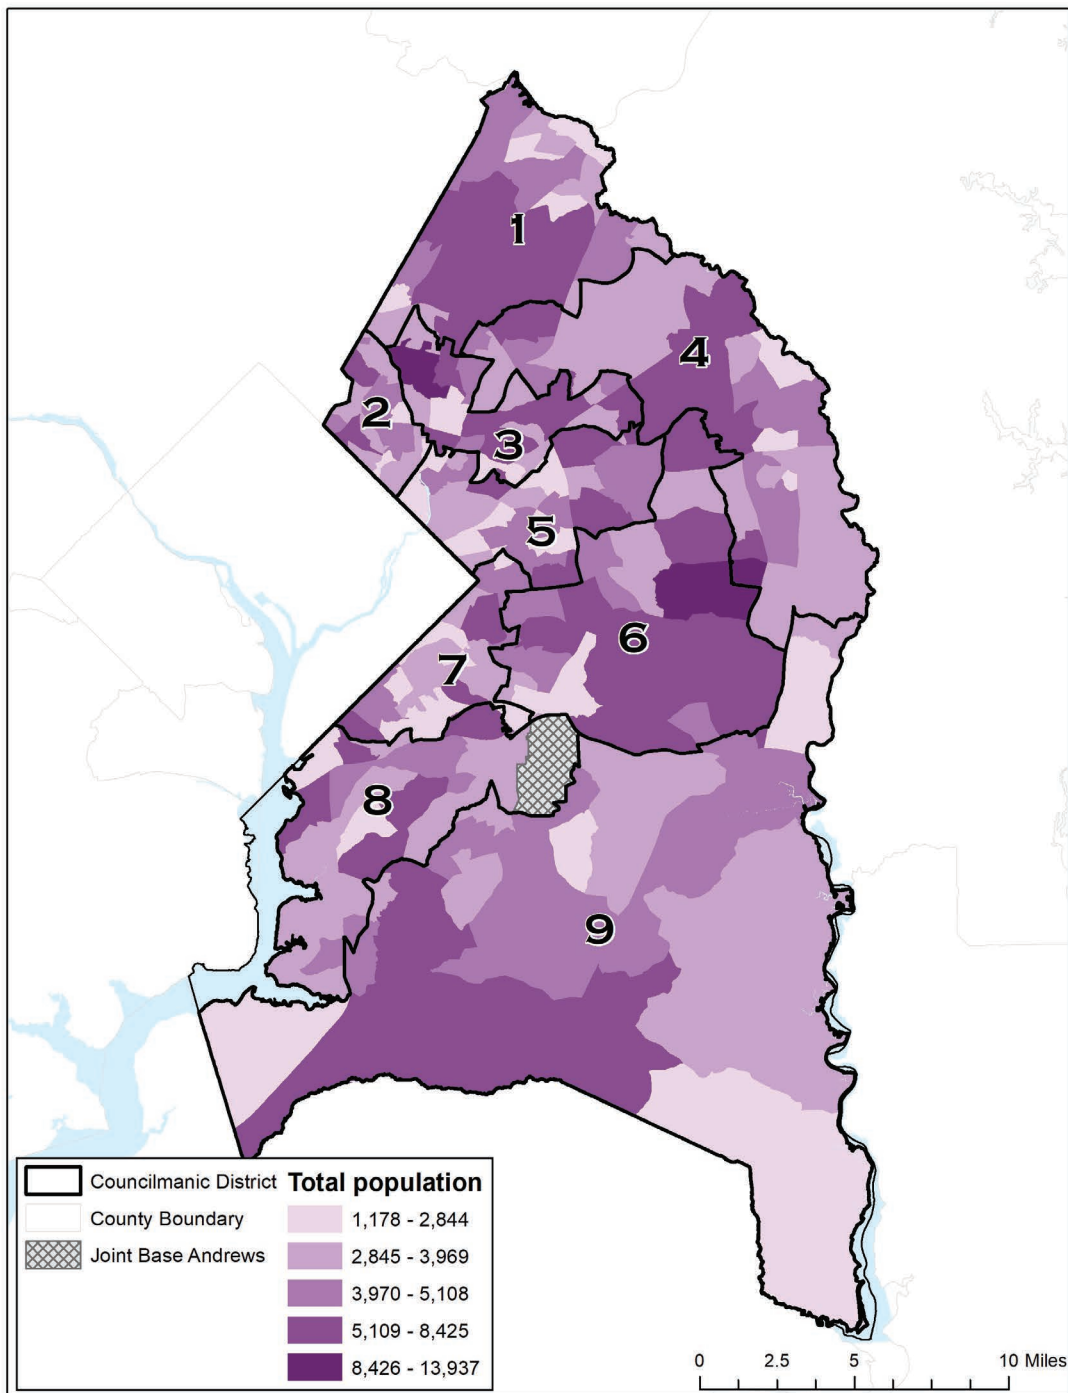 1
4
2
3
5
6
7
8
9
Councilmanic District
County Boundary
Joint Base Andrews
Total population
1,178 - 2,844
2,845 - 3,969
3,970 - 5,108
5,109 - 8,425
8,426 - 13,937
0 2.5 5 10 Miles